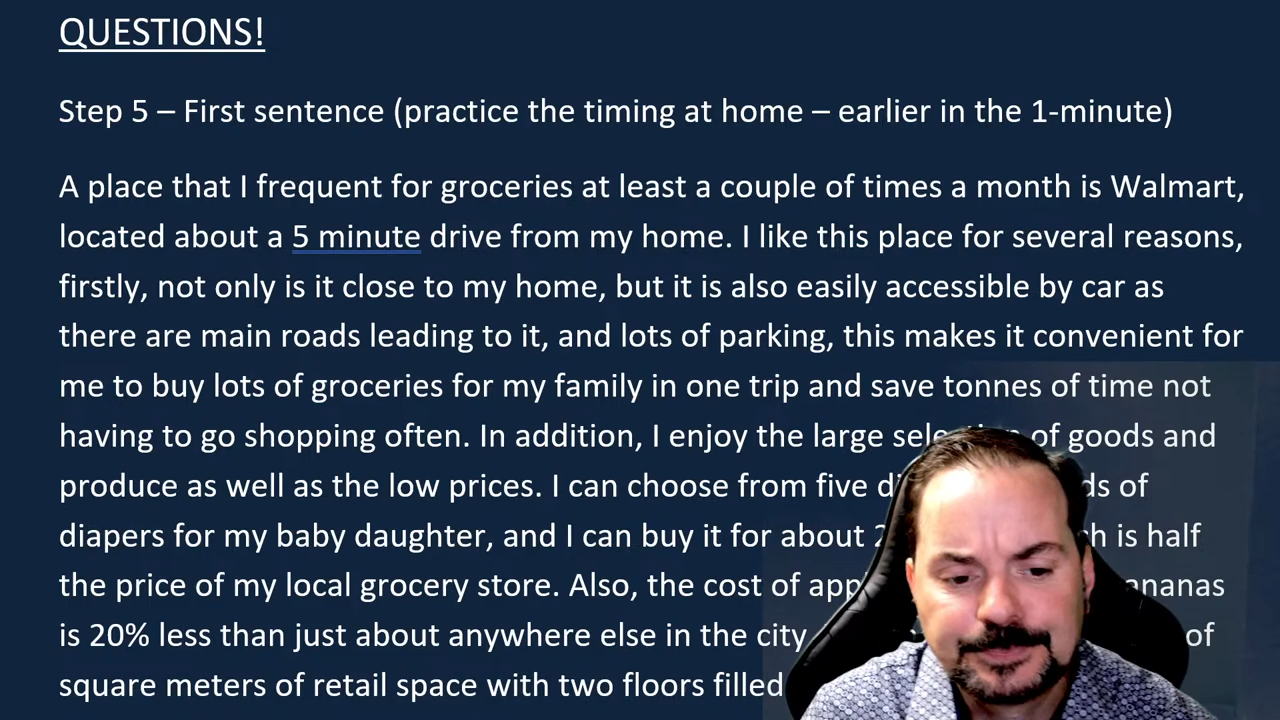 QUESTIONS!
Step 5 – First sentence (practice the timing at home – earlier in the 1-minute)
A place that I frequent for groceries at least a couple of times a month is Walmart,
located about a 5 minute drive from my home. I like this place for several reasons,
firstly, not only is it close to my home, but it is also easily accessible by car as
there are main roads leading to it, and lots of parking, this makes it convenient for
me to buy lots of groceries for my family in one trip and save tonnes of time not
having to go shopping often. In addition, I enjoy the large selection of goods and
produce as well as the low prices. I can choose from five of
diapers for my baby daughter, and I can buy it for about is half
the price of my local grocery store. Also, the cost of
is 20% less than just about anywhere else in the city of
square meters of retail space with two floors filled